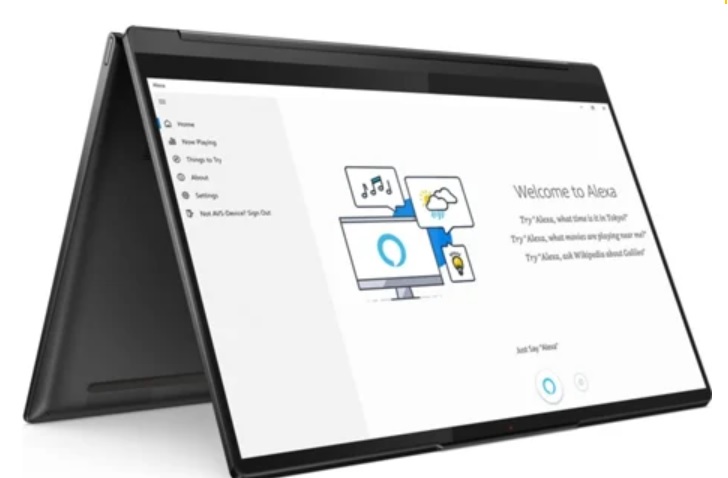 Alexa
Home
Now Playing
Things to Try
About
Settings
Not AVS Device? Sign Out
Welcome to Alexa
Try "Alexa, what time is it in Tokyo?"
Try "Alexa, what movies are playing near me?"
Try "Alexa, ask Wikipedia about Galileo"
Just Say "Alexa"